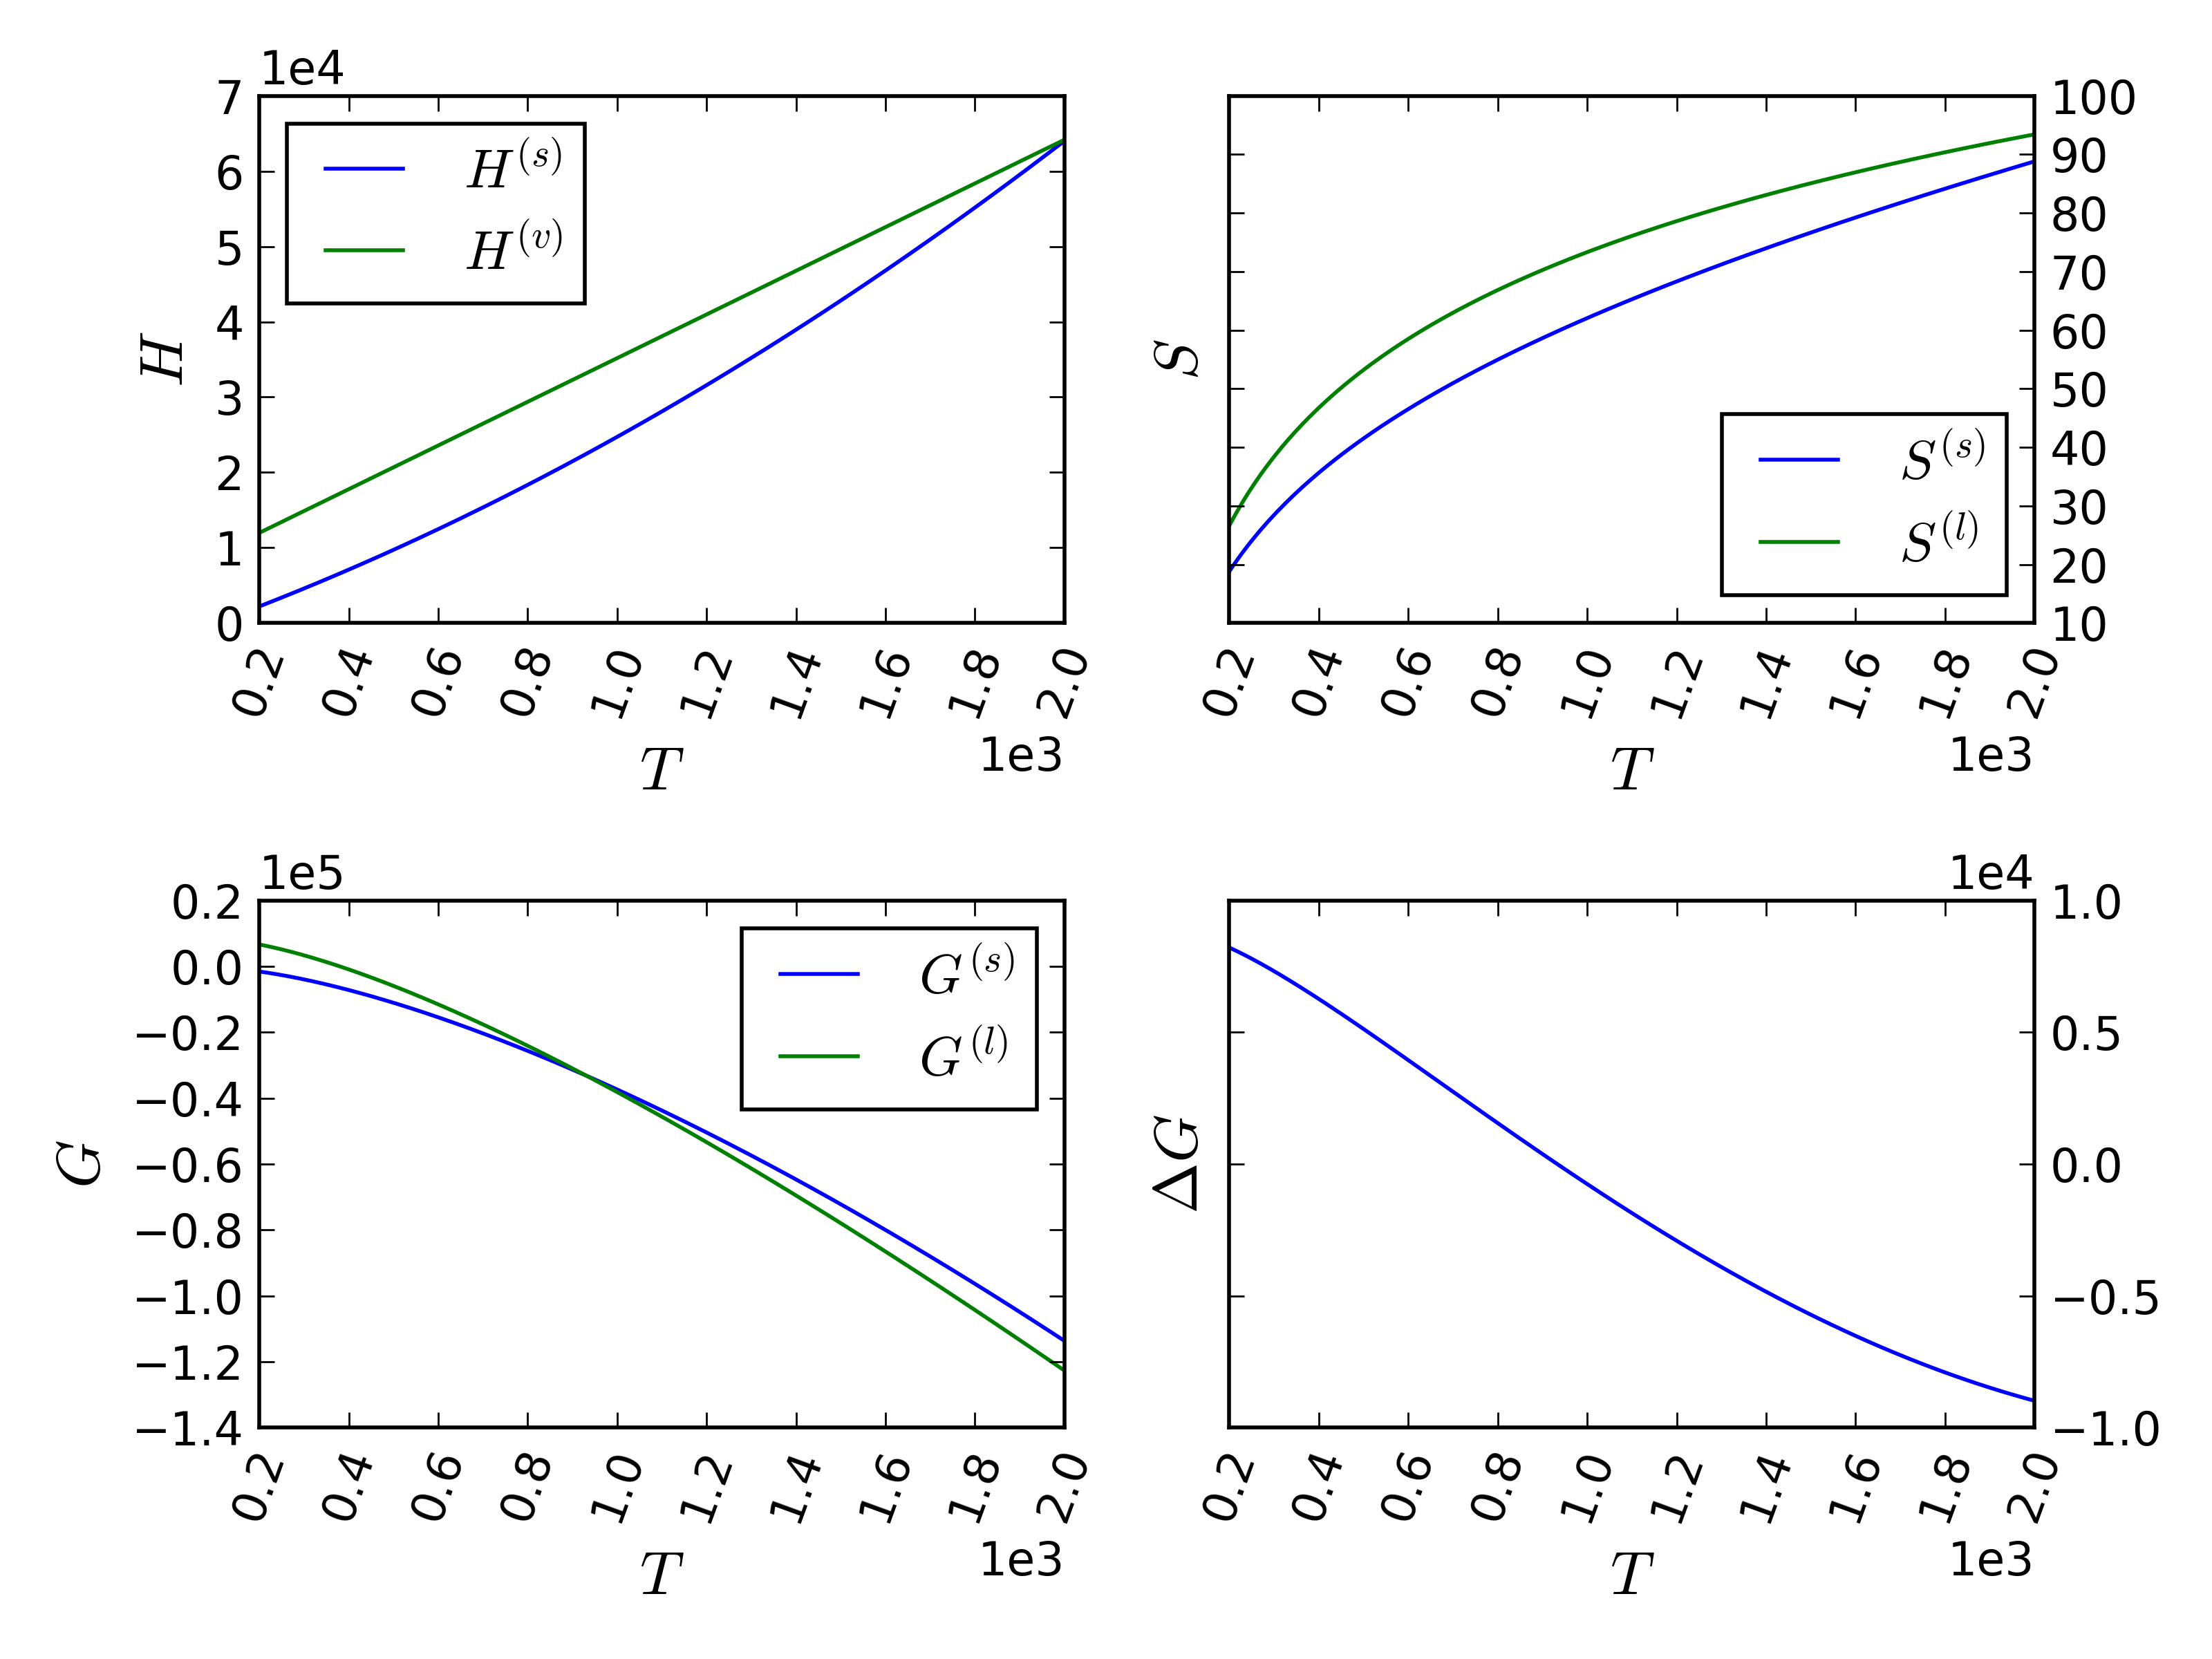 1e4
7
6
5
4
3
2
1
0
H
H^(s)
H^(v)
0.2 0.4 0.6 0.8 1.0 1.2 1.4 1.6 1.8 2.0
T
1e3
100
90
80
70
60
50
40
30
20
10
S
S^(s)
S^(l)
0.2 0.4 0.6 0.8 1.0 1.2 1.4 1.6 1.8 2.0
T
1e3
1e5
0.2
0.0
−0.2
−0.4
−0.6
−0.8
−1.0
−1.2
−1.4
G
G^(s)
G^(l)
0.2 0.4 0.6 0.8 1.0 1.2 1.4 1.6 1.8 2.0
T
1e3
1e4
1.0
0.5
0.0
−0.5
−1.0
ΔG
0.2 0.4 0.6 0.8 1.0 1.2 1.4 1.6 1.8 2.0
T
1e3